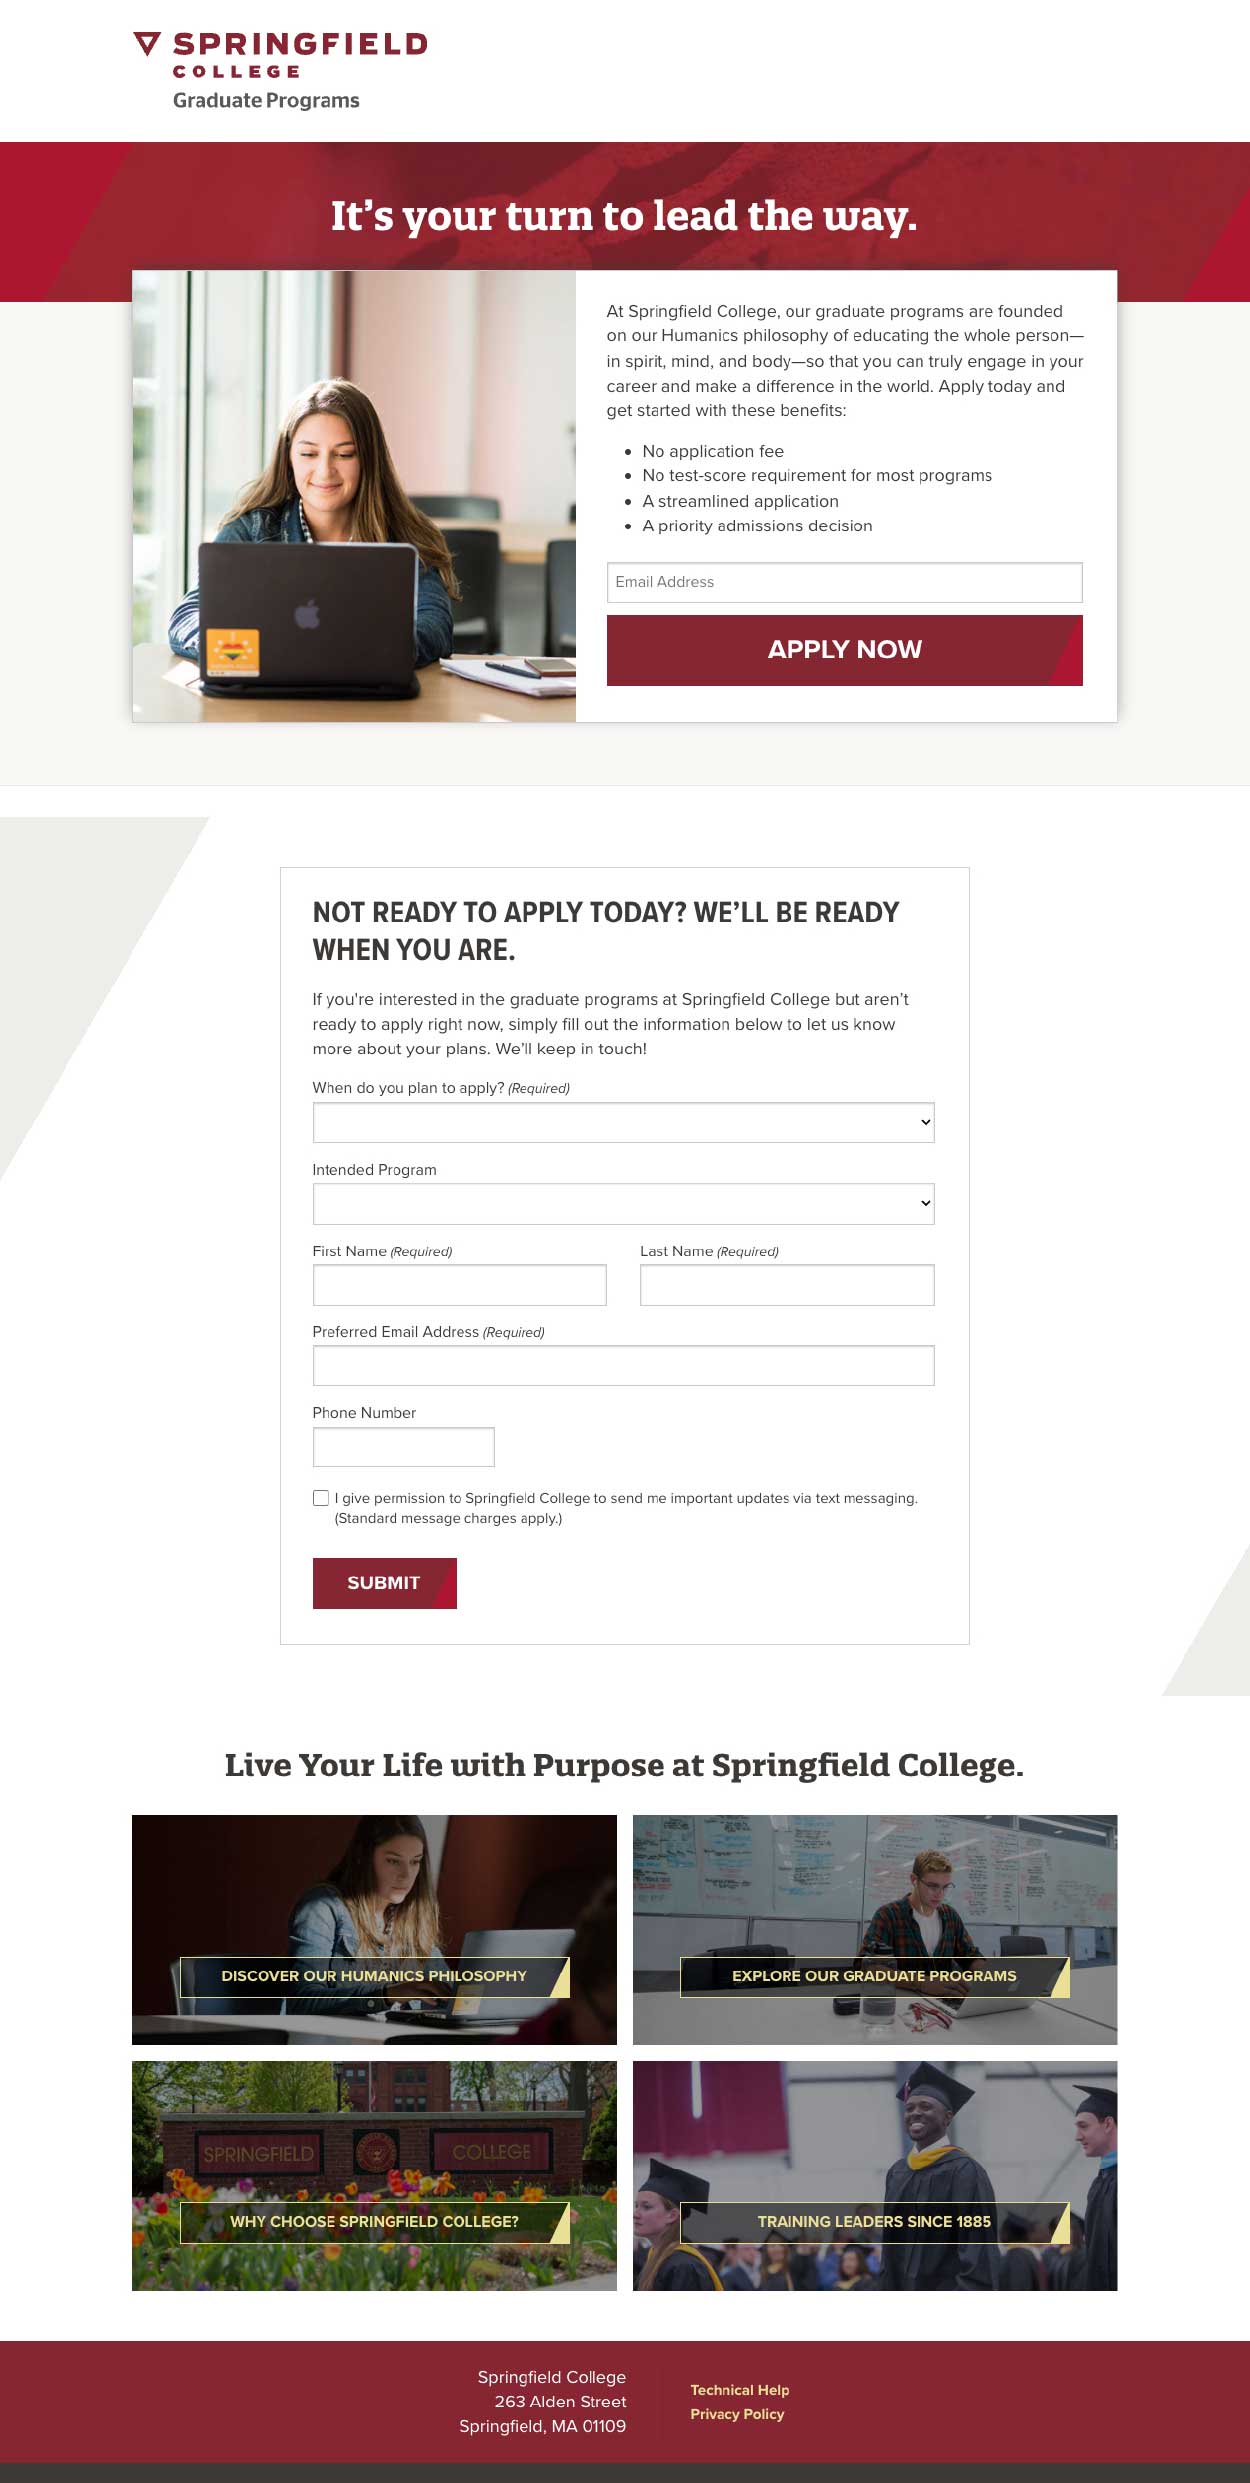 SPRINGFIELD
COLLEGE
Graduate Programs
It's your turn to lead the way.
At Springfield College, our graduate programs are founded
on our Humanics philosophy of educating the whole person—
in spirit, mind, and body—so that you can truly engage in your
career and make a difference in the world. Apply today and
get started with these benefits:
• No application fee
• No test-score requirement for most programs
• A streamlined application
• A priority admissions decision
Email Address
APPLY NOW
NOT READY TO APPLY TODAY? WE'LL BE READY
WHEN YOU ARE.
If you're interested in the graduate programs at Springfield College but aren't
ready to apply right now, simply fill out the information below to let us know
more about your plans. We'll keep in touch!
When do you plan to apply? (Required)
Intended Program
First Name (Required)
Last Name (Required)
Preferred Email Address (Required)
Phone Number
I give permission to Springfield College to send me important updates via text messaging.
(Standard message charges apply.)
SUBMIT
Live Your Life with Purpose at Springfield College.
DISCOVER OUR HUMANICS PHILOSOPHY
EXPLORE OUR GRADUATE PROGRAMS
SPRINGFIELD COLLEGE
WHY CHOOSE SPRINGFIELD COLLEGE?
TRAINING LEADERS SINCE 1885
Springfield College
263 Alden Street
Springfield, MA 01109
Technical Help
Privacy Policy